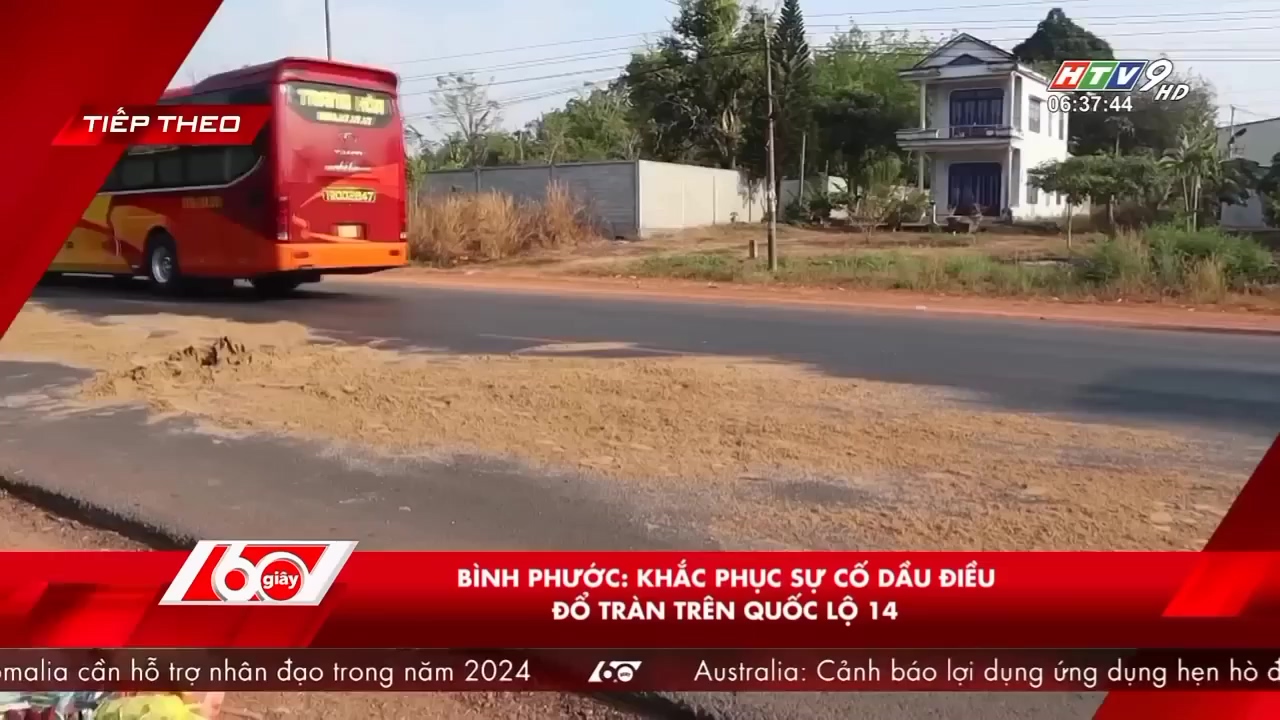 TIẾP THEO
HTV9 HD
06:37:44
60 giây
BÌNH PHƯỚC: KHẮC PHỤC SỰ CỐ DẦU ĐIỀU
ĐỔ TRÀN TRÊN QUỐC LỘ 14
omalia cần hỗ trợ nhân đạo trong năm 2024 60 Australia: Cảnh báo lợi dụng ứng dụng hẹn hò đ